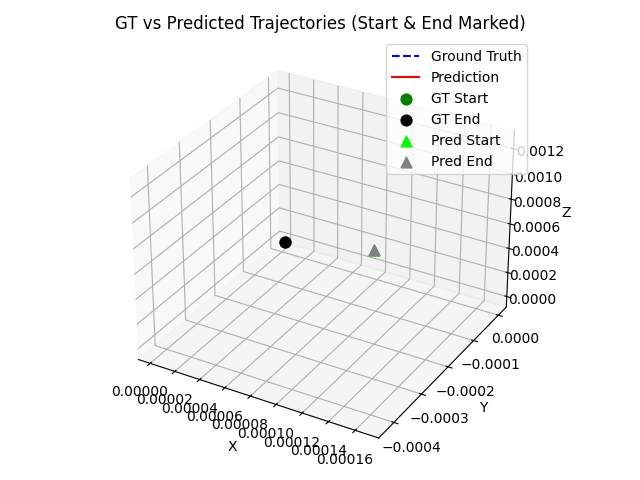 GT vs Predicted Trajectories (Start & End Marked)
Ground Truth
Prediction
GT Start
GT End
Pred Start
Pred End
0.0012
0.0010
0.0008
0.0006
0.0004
0.0002
0.0000
Z
0.0000
−0.0001
−0.0002
−0.0003
−0.0004
Y
0.00000
0.00002
0.00004
0.00006
0.00008
0.00010
0.00012
0.00014
0.00016
X